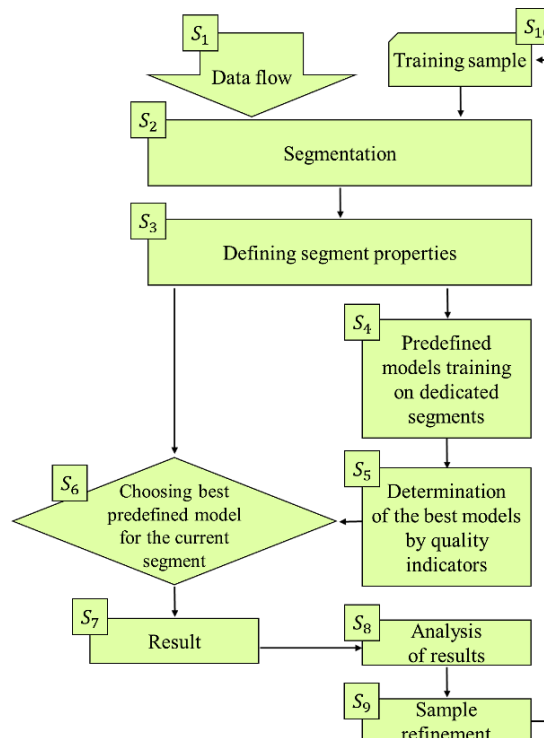 S1
Data flow
S10
Training sample
S2
Segmentation
S3
Defining segment properties
S4
Predefined
models training
on dedicated
segments
S5
Determination
of the best models
by quality
indicators
S6
Choosing best
predefined model
for the current
segment
S7
Result
S8
Analysis
of results
S9
Sample
refinement